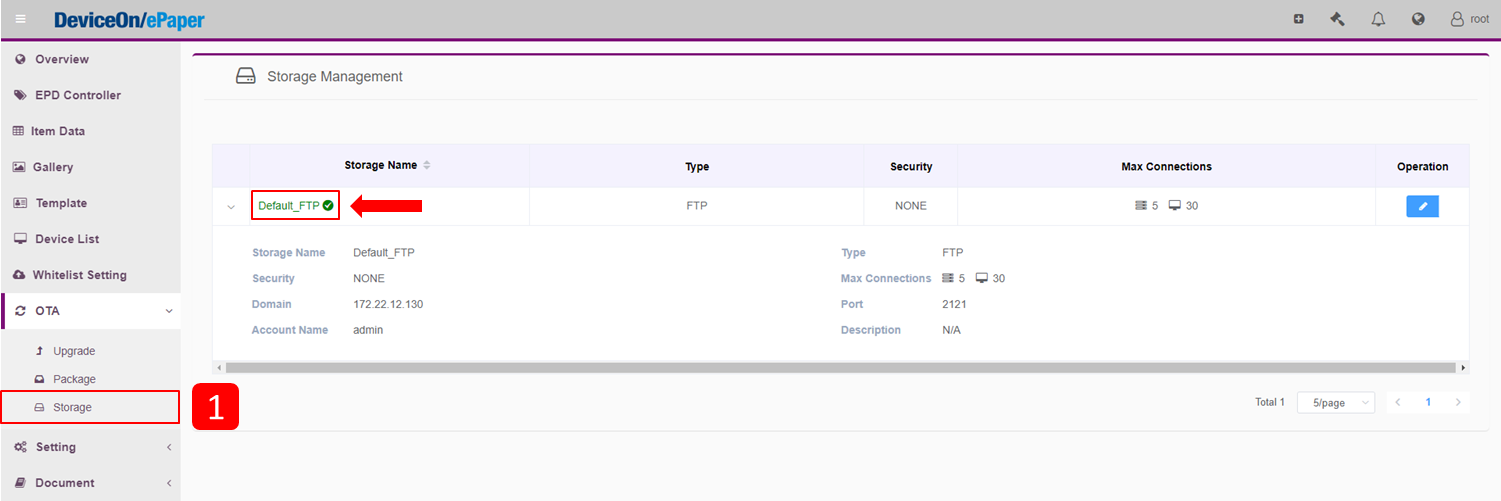 DeviceOn/ePaper
root
Overview
EPD Controller
Item Data
Gallery
Template
Device List
Whitelist Setting
OTA
Upgrade
Package
Storage
1
Setting
Document
Storage Management
Storage Name Type Security Max Connections Operation
Default_FTP FTP NONE 5 30
Storage Name Default_FTP Type FTP
Security NONE Max Connections 5 30
Domain 172.22.12.130 Port 2121
Account Name admin Description N/A
Total 1 5/page 1